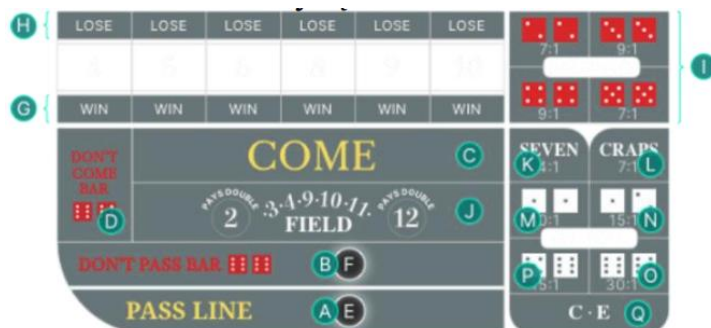 H LOSE LOSE LOSE LOSE LOSE LOSE
7:1 9:1
4 5 6 8 9 10 I
9:1 7:1
G WIN WIN WIN WIN WIN WIN
DON'T COME BAR
D
COME C
PAYS DOUBLE 2 3·4·9·10·11 PAYS DOUBLE 12 J
FIELD
DON'T PASS BAR B F
PASS LINE A E
SEVEN CRAPS
K 4:1 7:1 L
M N
15:1
P O
15:1 30:1
C · E Q